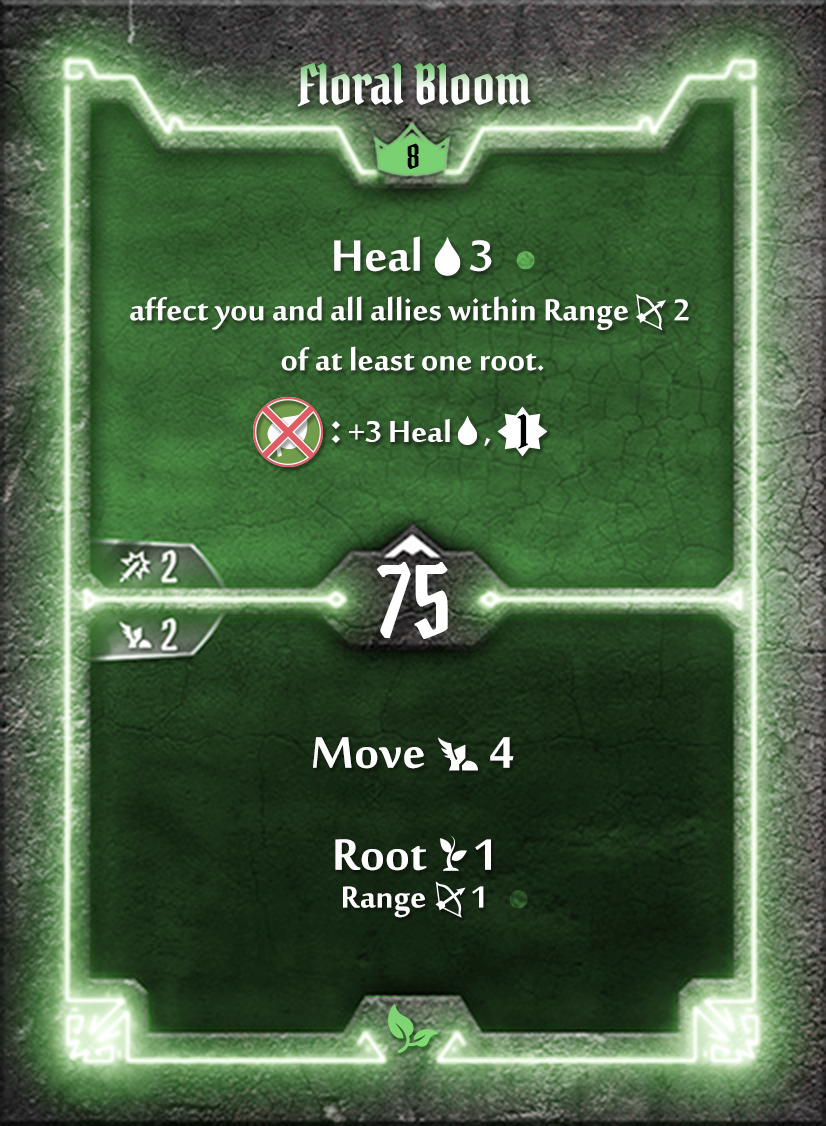 Floral Bloom
8
Heal 3
affect you and all allies within Range 2
of at least one root.
: +3 Heal , 1
2
75
2
Move 4
Root 1
Range 1